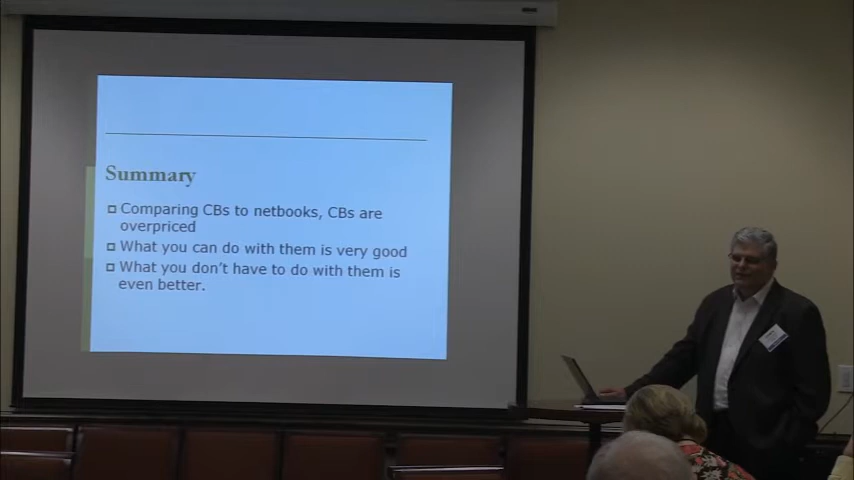 Summary
Comparing CBs to netbooks, CBs are
overpriced
What you can do with them is very good
What you don't have to do with them is
even better.